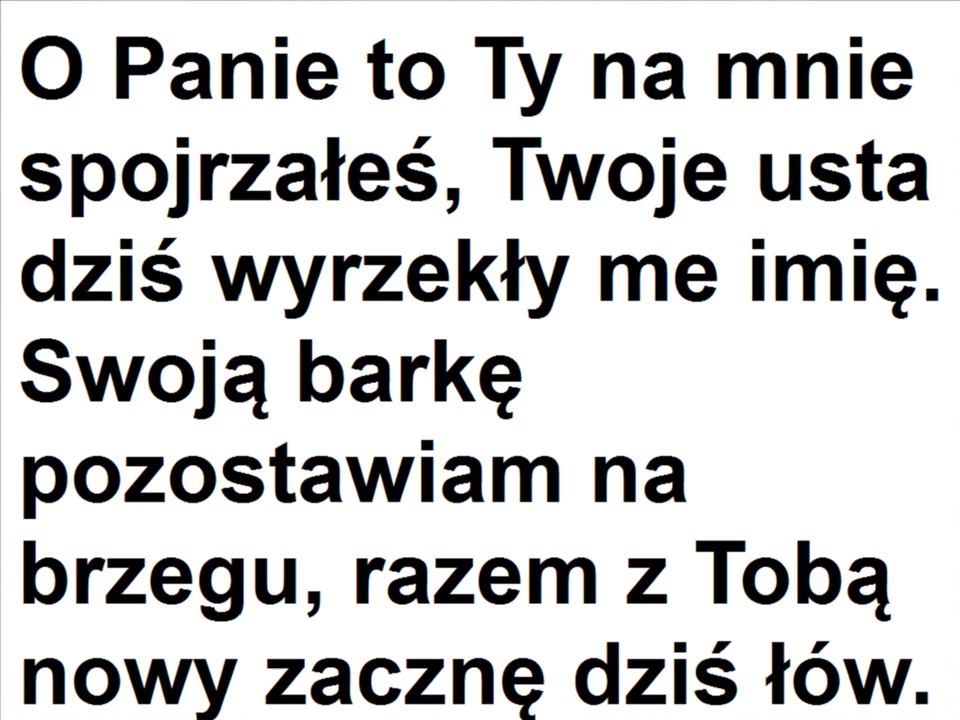 O Panie to Ty na mnie
spojrzałeś, Twoje usta
dziś wyrzekły me imię.
Swoją barkę
pozostawiam na
brzegu, razem z Tobą
nowy zacznę dziś łów.